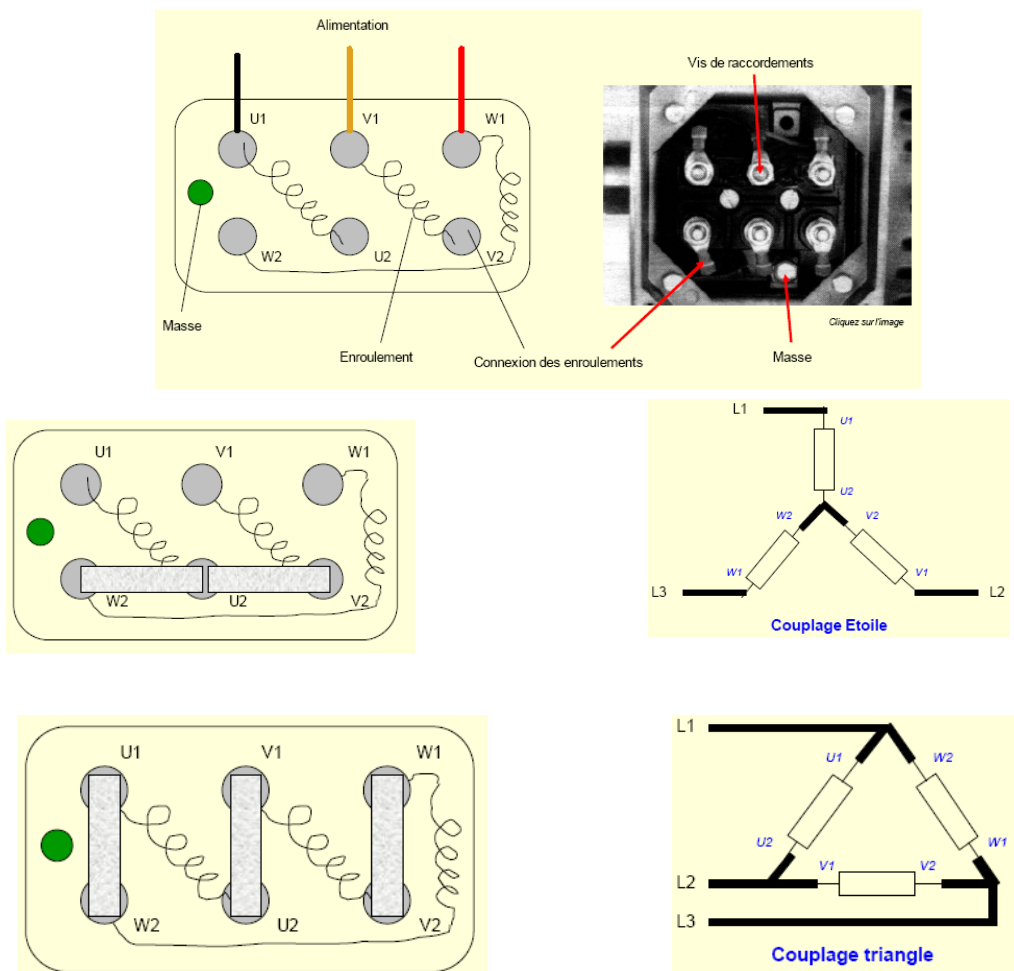 Alimentation
Vis de raccordements
U1
V1
W1
W2
U2
V2
Masse
Enroulement
Connexion des enroulements
Masse
Cliquez sur l'image
U1
V1
W1
W2
U2
V2
L1
U1
U2
W2
V2
W1
V1
L3
L2
Couplage Etoile
U1
V1
W1
W2
U2
V2
L1
U1
W2
U2
W1
V1
V2
L2
L3
Couplage triangle